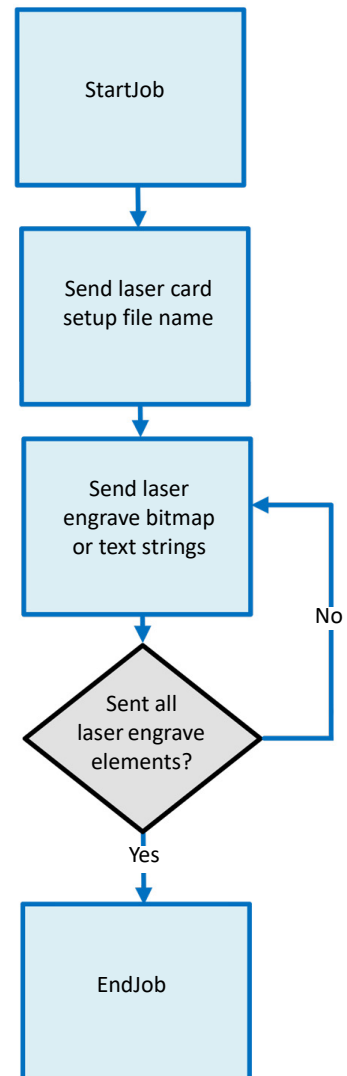 StartJob
Send laser card
setup file name
Send laser
engrave bitmap
or text strings
No
Sent all
laser engrave
elements?
Yes
EndJob